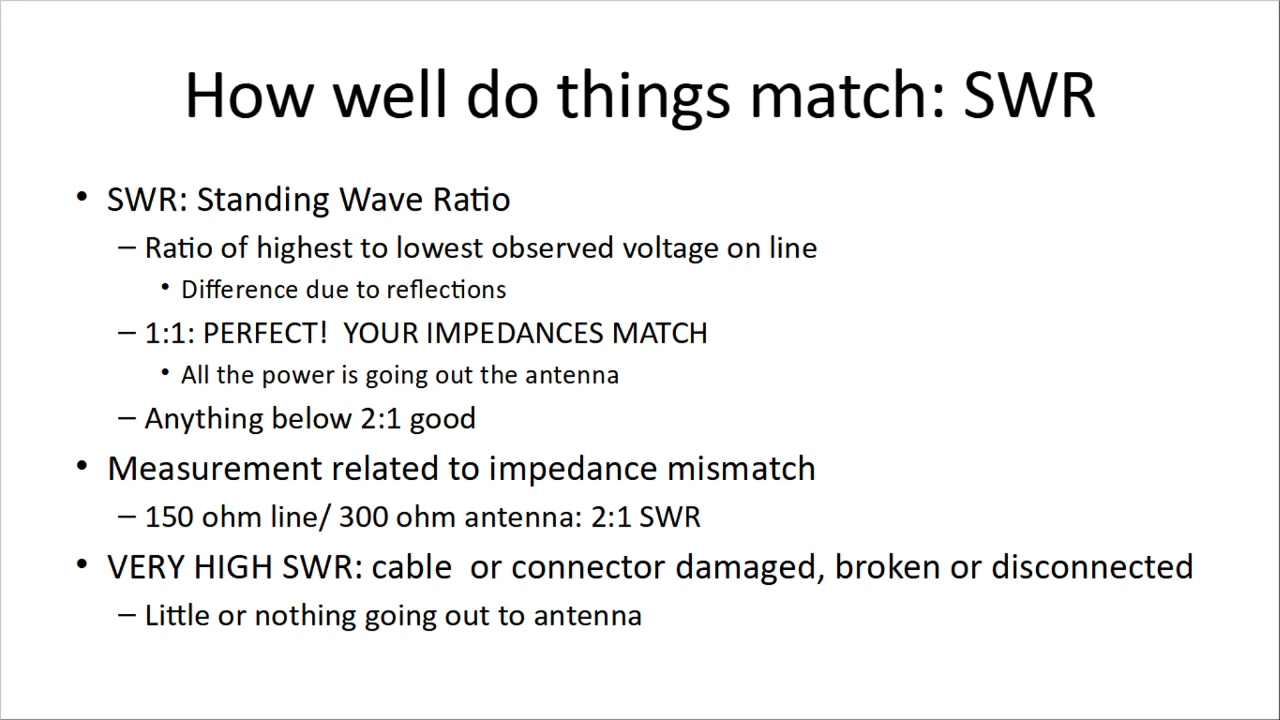 How well do things match: SWR
• SWR: Standing Wave Ratio
– Ratio of highest to lowest observed voltage on line
• Difference due to reflections
– 1:1: PERFECT!  YOUR IMPEDANCES MATCH
• All the power is going out the antenna
– Anything below 2:1 good
• Measurement related to impedance mismatch
– 150 ohm line/ 300 ohm antenna: 2:1 SWR
• VERY HIGH SWR: cable  or connector damaged, broken or disconnected
– Little or nothing going out to antenna